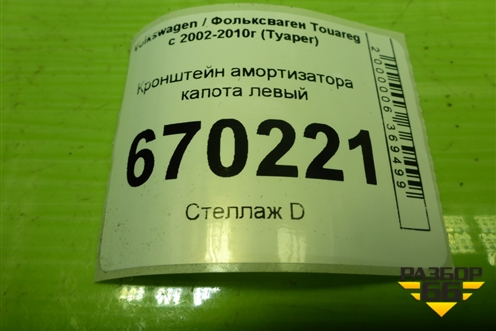 Volkswagen / Фольксваген Touareg
с 2002-2010г (Туарег)
Кронштейн амортизатора
капота левый
670221
Стеллаж D
2000006369499
РАЗБОР
66